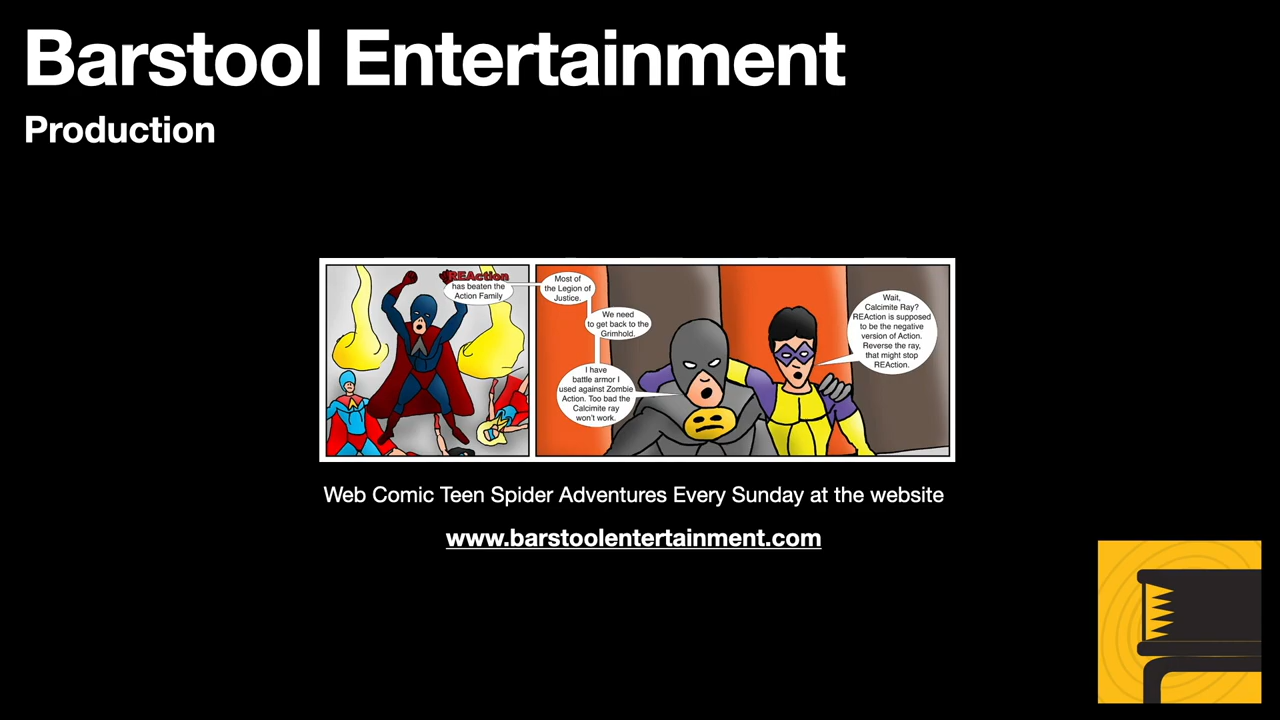 Barstool Entertainment
Production
REAction
has beaten the
Action Family
Most of
the Legion of
Justice.
We need
to get back to the
Grimhold.
I have
battle armor I
used against Zombie
Action. Too bad the
Calcimite ray
won't work.
Wait,
Calcimite Ray?
REAction is supposed
to be the negative
version of Action.
Reverse the ray,
that might stop
REAction.
Web Comic Teen Spider Adventures Every Sunday at the website
www.barstoolentertainment.com